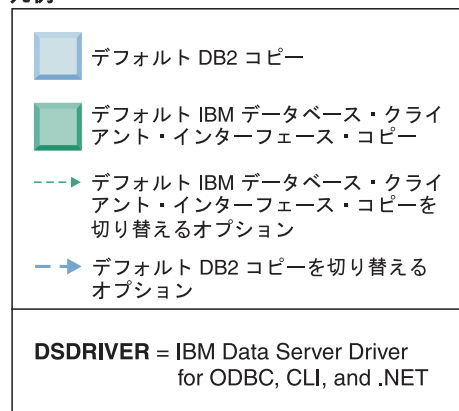 デフォルト DB2 コピー
デフォルト IBM データベース・クライ
アント・インターフェース・コピー
デフォルト IBM データベース・クライ
アント・インターフェース・コピーを
切り替えるオプション
デフォルト DB2 コピーを切り替える
オプション
DSDRIVER = IBM Data Server Driver
for ODBC, CLI, and .NET